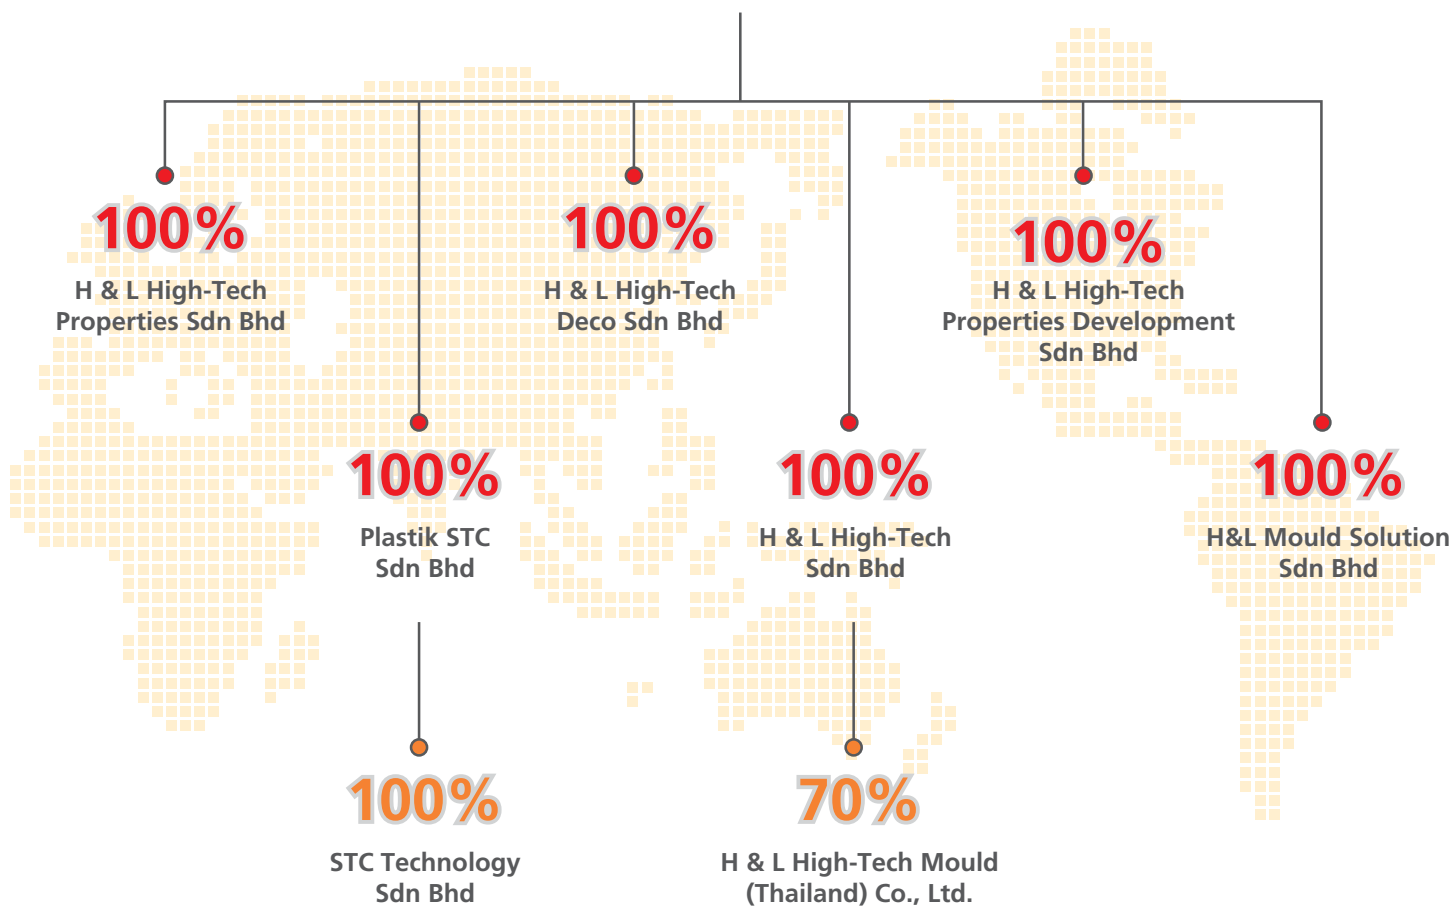 100%
H & L High-Tech
Properties Sdn Bhd
100%
H & L High-Tech
Deco Sdn Bhd
100%
H & L High-Tech
Properties Development
Sdn Bhd
100%
Plastik STC
Sdn Bhd
100%
H & L High-Tech
Sdn Bhd
100%
H&L Mould Solution
Sdn Bhd
100%
STC Technology
Sdn Bhd
70%
H & L High-Tech Mould
(Thailand) Co., Ltd.